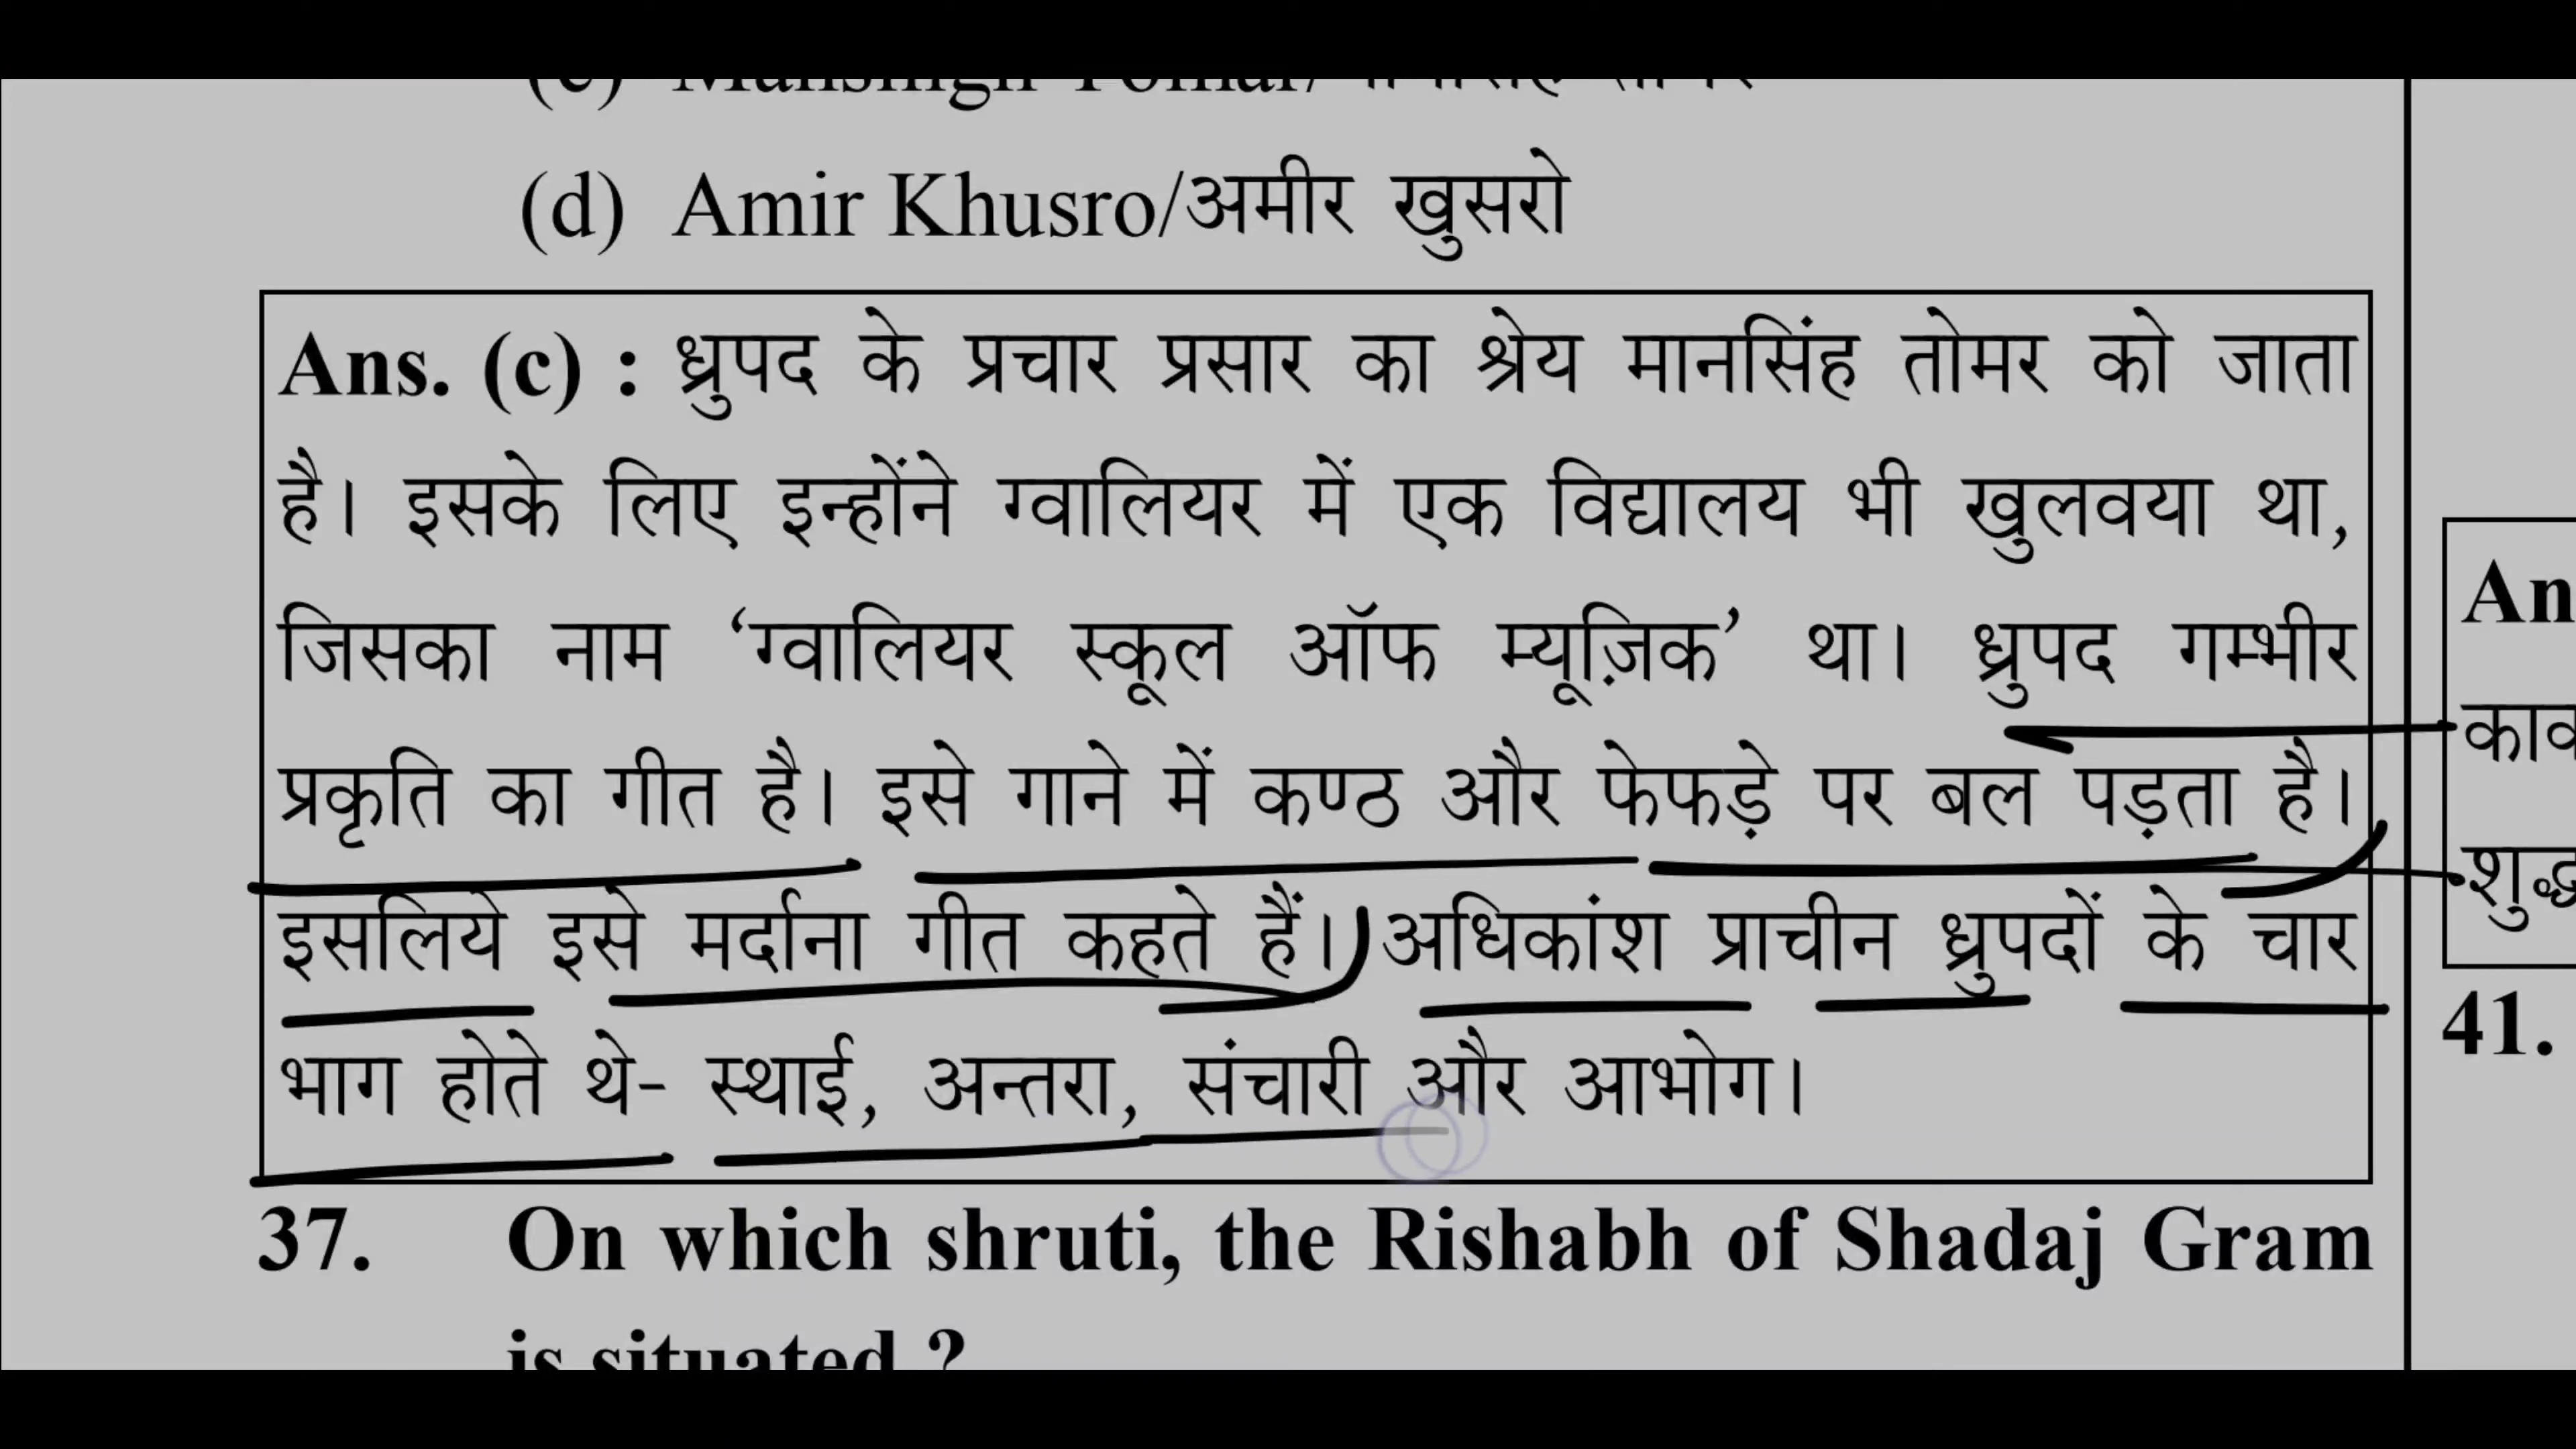 (d) Amir Khusro/अमीर खुसरो
Ans. (c) : ध्रुपद के प्रचार प्रसार का श्रेय मानसिंह तोमर को जाता
है। इसके लिए इन्होंने ग्वालियर में एक विद्यालय भी खुलवया था,
जिसका नाम ‘ग्वालियर स्कूल ऑफ म्यूज़िक’ था। ध्रुपद गम्भीर
प्रकृति का गीत है। इसे गाने में कण्ठ और फेफड़े पर बल पड़ता है।
इसलिये इसे मर्दाना गीत कहते हैं। अधिकांश प्राचीन ध्रुपदों के चार
भाग होते थे- स्थाई, अन्तरा, संचारी और आभोग।
37. On which shruti, the Rishabh of Shadaj Gram
is situated ?
41.